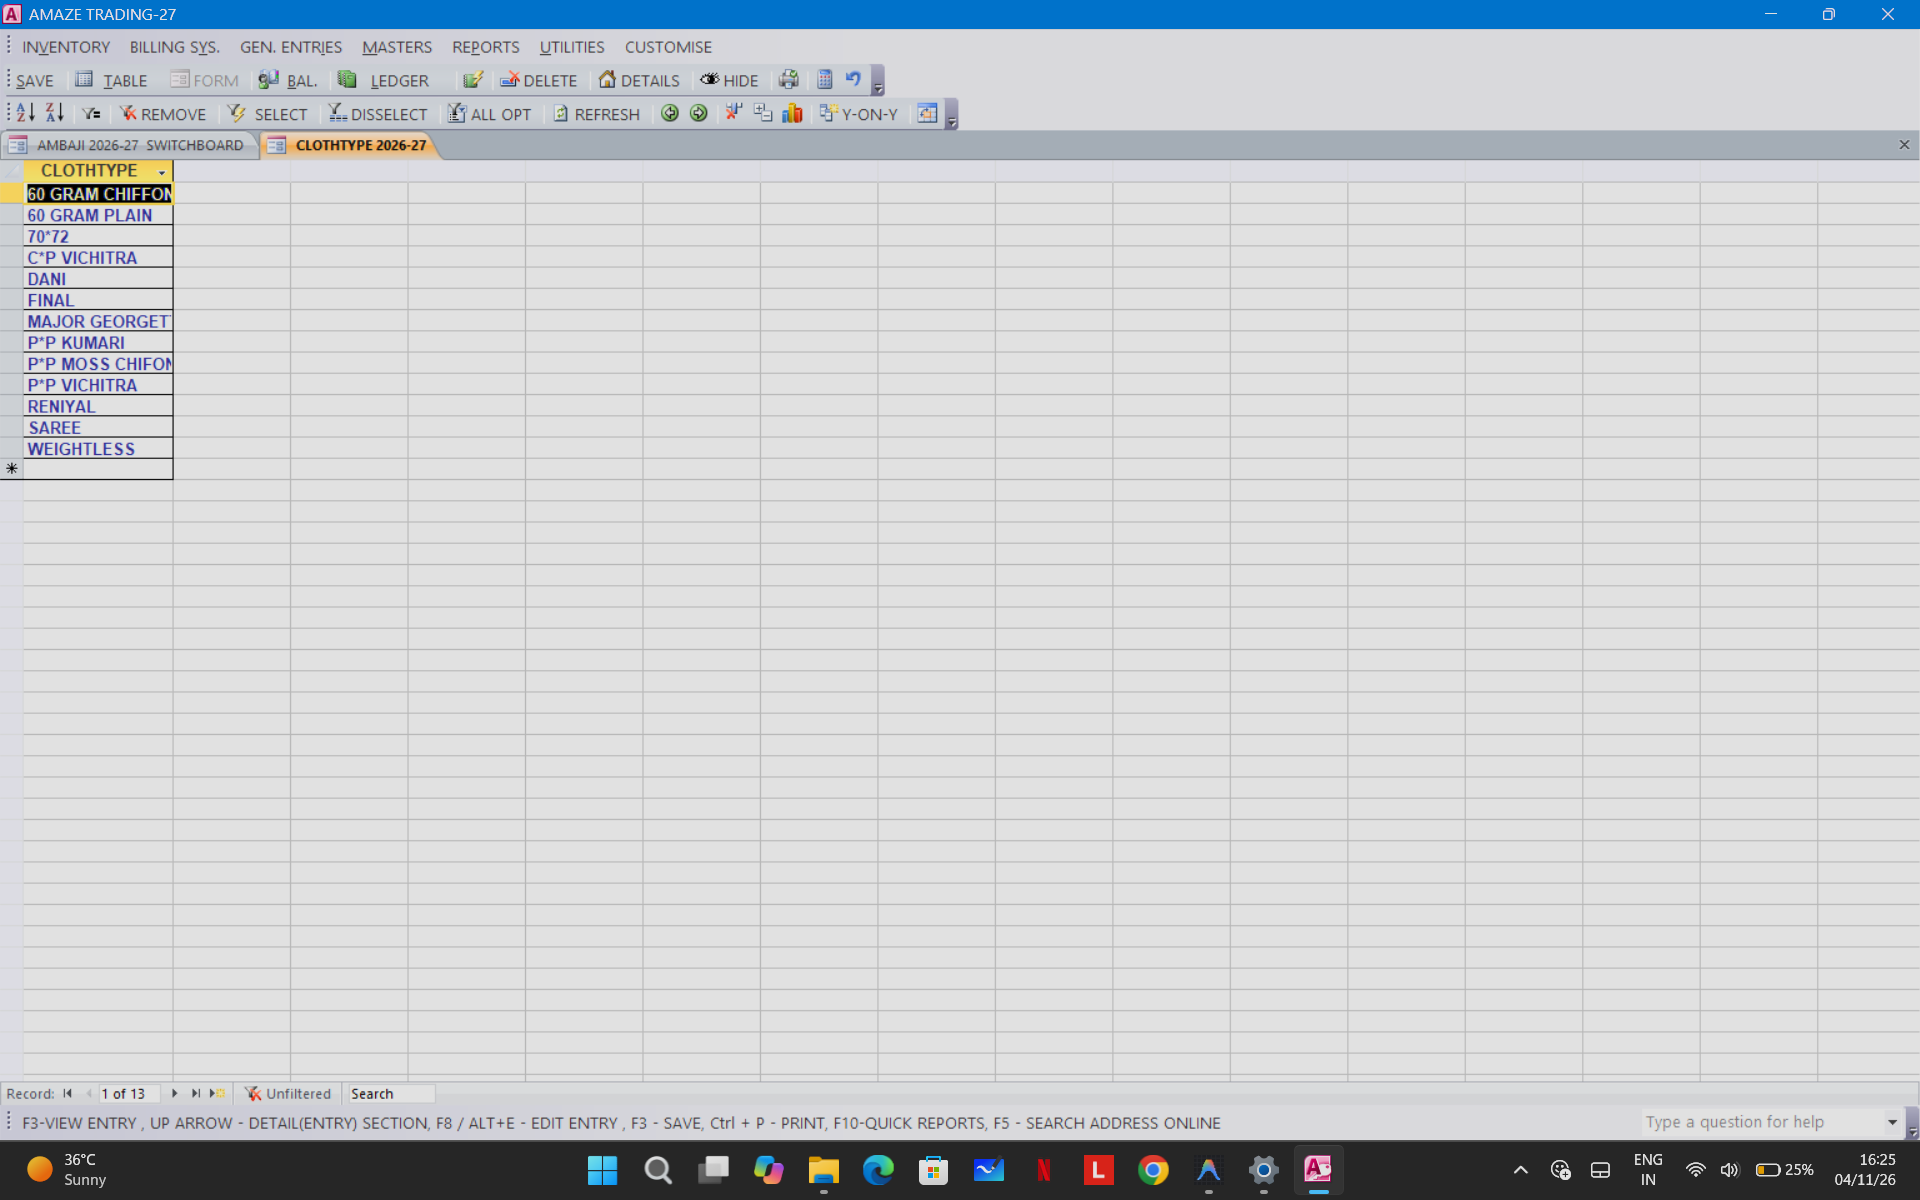 AMAZE TRADING-27
INVENTORY BILLING SYS. GEN. ENTRIES MASTERS REPORTS UTILITIES CUSTOMISE
SAVE TABLE FORM BAL. LEDGER DELETE DETAILS HIDE
REMOVE SELECT DISSELECT ALL OPT REFRESH Y-ON-Y
AMBAJI 2026-27 SWITCHBOARD CLOTHTYPE 2026-27
CLOTHTYPE
60 GRAM CHIFFON
60 GRAM PLAIN
70*72
C*P VICHITRA
DANI
FINAL
MAJOR GEORGET
P*P KUMARI
P*P MOSS CHIFON
P*P VICHITRA
RENIYAL
SAREE
WEIGHTLESS
Record: 1 of 13 Unfiltered Search
F3-VIEW ENTRY , UP ARROW - DETAIL(ENTRY) SECTION, F8 / ALT+E - EDIT ENTRY , F3 - SAVE, Ctrl + P - PRINT, F10-QUICK REPORTS, F5 - SEARCH ADDRESS ONLINE
Type a question for help
36°C
Sunny
ENG
IN
25%
16:25
04/11/26